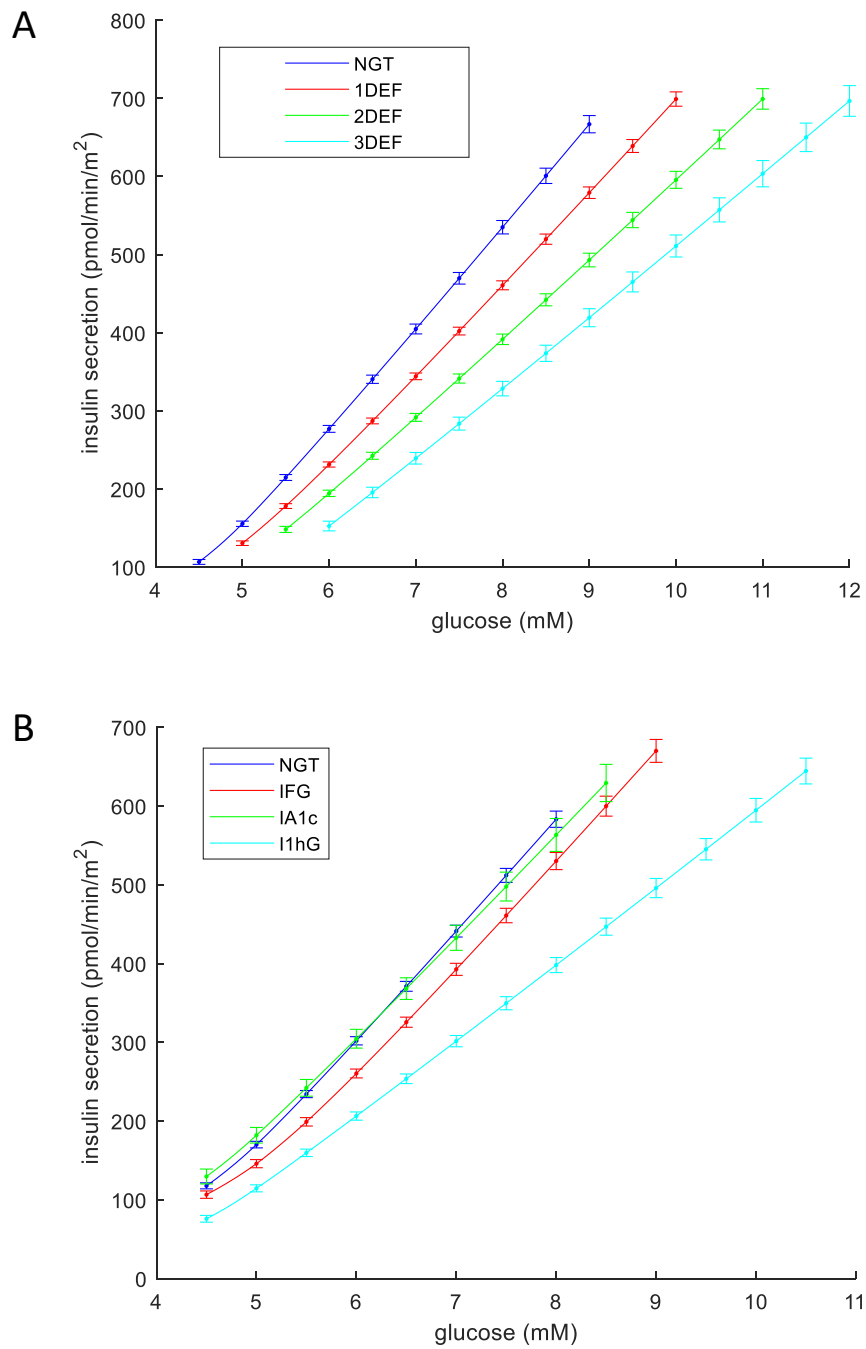 A
800
700
600
500
400
300
200
100
insulin secretion (pmol/min/m²)
NGT
1DEF
2DEF
3DEF
4 5 6 7 8 9 10 11 12
glucose (mM)
B
700
600
500
400
300
200
100
0
insulin secretion (pmol/min/m²)
NGT
IFG
IA1c
I1hG
4 5 6 7 8 9 10 11
glucose (mM)